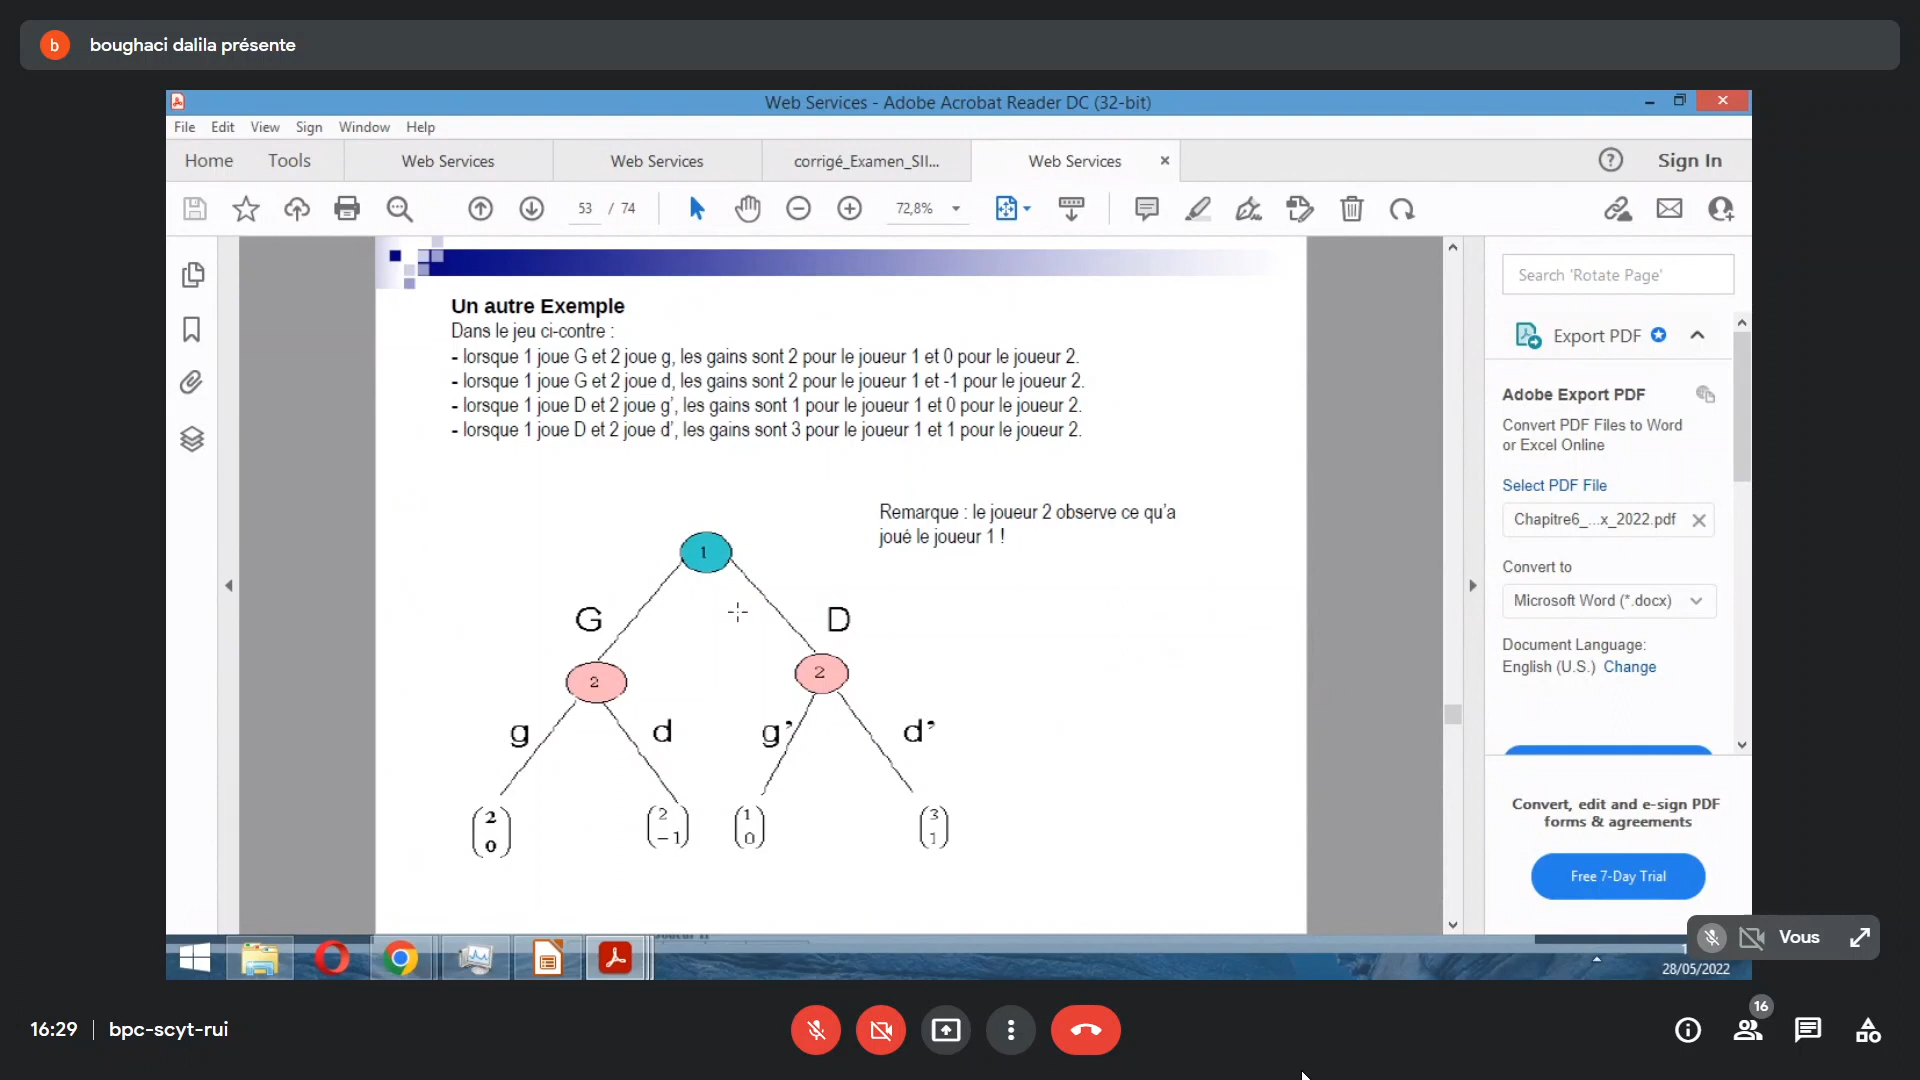 b boughaci dalila présente
Web Services - Adobe Acrobat Reader DC (32-bit)
File Edit View Sign Window Help
Home Tools Web Services Web Services corrigé_Examen_SII... Web Services × Sign In
53 / 74 72,8%
Search 'Rotate Page'
Un autre Exemple
Dans le jeu ci-contre :
- lorsque 1 joue G et 2 joue g, les gains sont 2 pour le joueur 1 et 0 pour le joueur 2.
- lorsque 1 joue G et 2 joue d, les gains sont 2 pour le joueur 1 et -1 pour le joueur 2.
- lorsque 1 joue D et 2 joue g’, les gains sont 1 pour le joueur 1 et 0 pour le joueur 2.
- lorsque 1 joue D et 2 joue d’, les gains sont 3 pour le joueur 1 et 1 pour le joueur 2.
Remarque : le joueur 2 observe ce qu’a
joué le joueur 1 !
1
G D
2 2
g d g’ d’
2 2 1 3
0 −1 0 1
Export PDF
Adobe Export PDF
Convert PDF Files to Word
or Excel Online
Select PDF File
Chapitre6_...x_2022.pdf
Convert to
Microsoft Word (*.docx)
Document Language:
English (U.S.) Change
Convert, edit and e-sign PDF
forms & agreements
Free 7-Day Trial
Vous
28/05/2022
16:29 bpc-scyt-rui
16